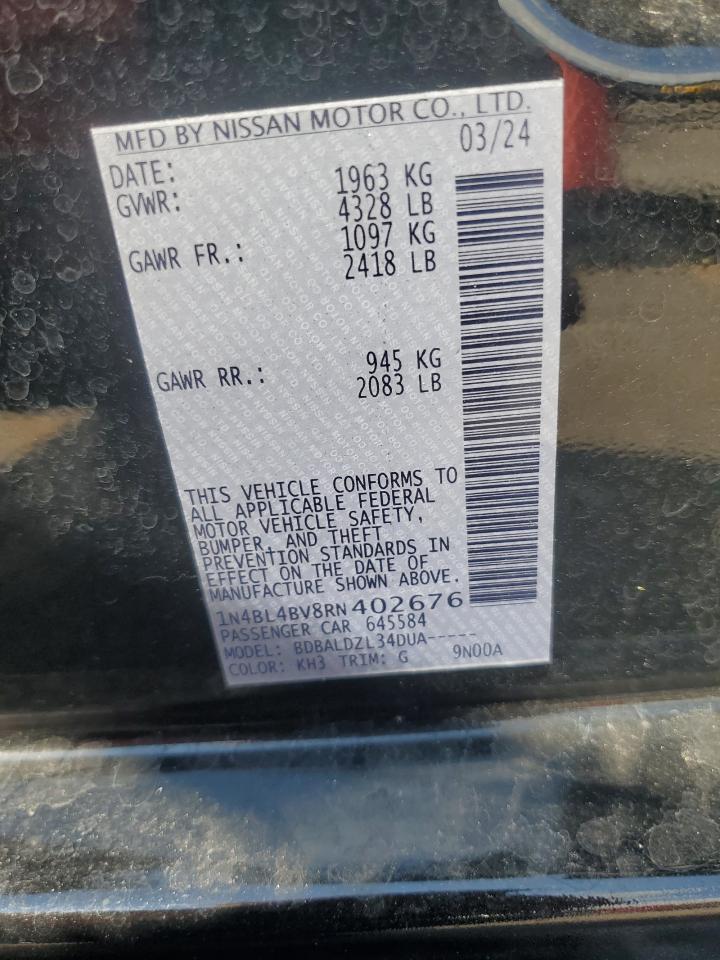 MFD BY NISSAN MOTOR CO., LTD.
DATE: 03/24
GVWR: 1963 KG
4328 LB
GAWR FR.: 1097 KG
2418 LB
GAWR RR.: 945 KG
2083 LB
THIS VEHICLE CONFORMS TO
ALL APPLICABLE FEDERAL
MOTOR VEHICLE SAFETY,
BUMPER, AND THEFT
PREVENTION STANDARDS IN
EFFECT ON THE DATE OF
MANUFACTURE SHOWN ABOVE.
1N4BL4BV8RN402676
PASSENGER CAR 645584
MODEL: BDBALDZL34DUA-----
COLOR: KH3 TRIM: G 9N00A